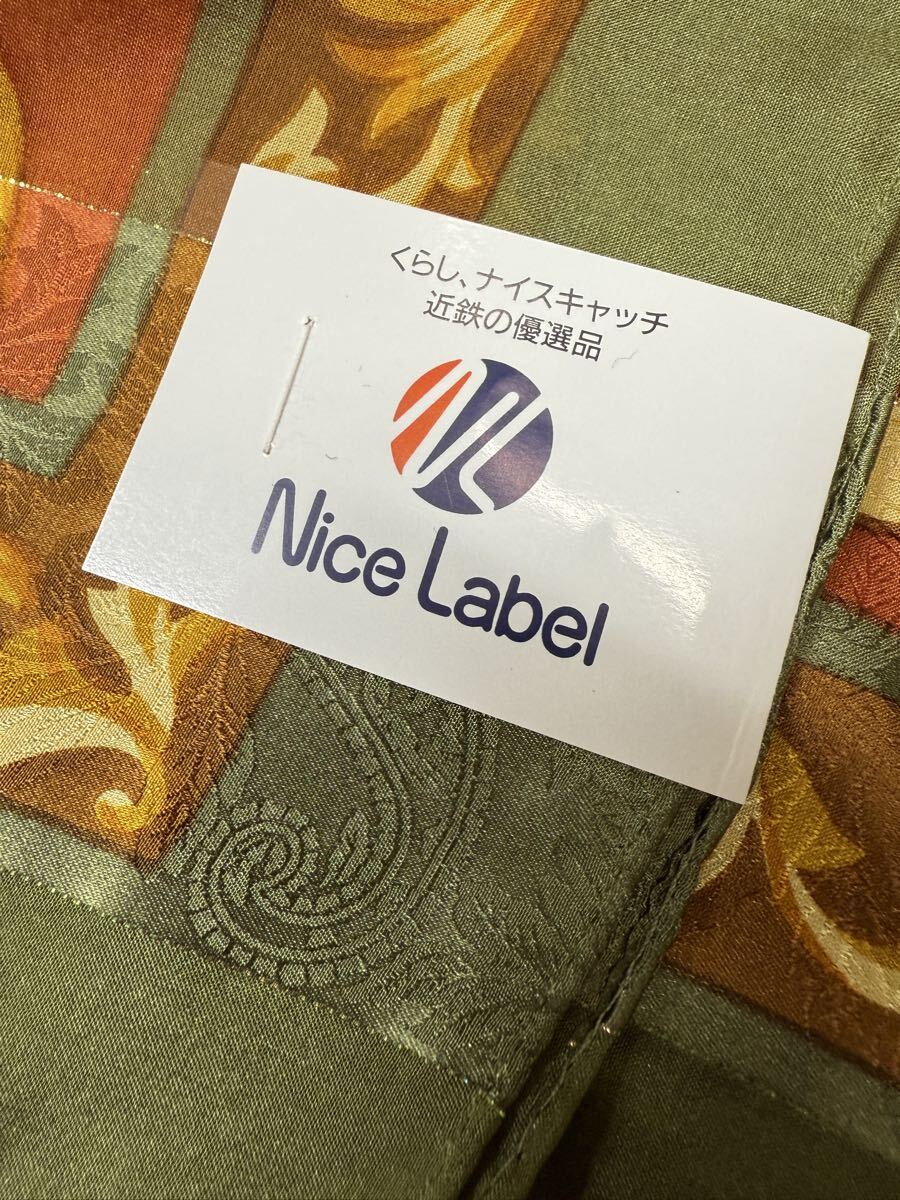 くらし、ナイスキャッチ
近鉄の優選品
Nice Label